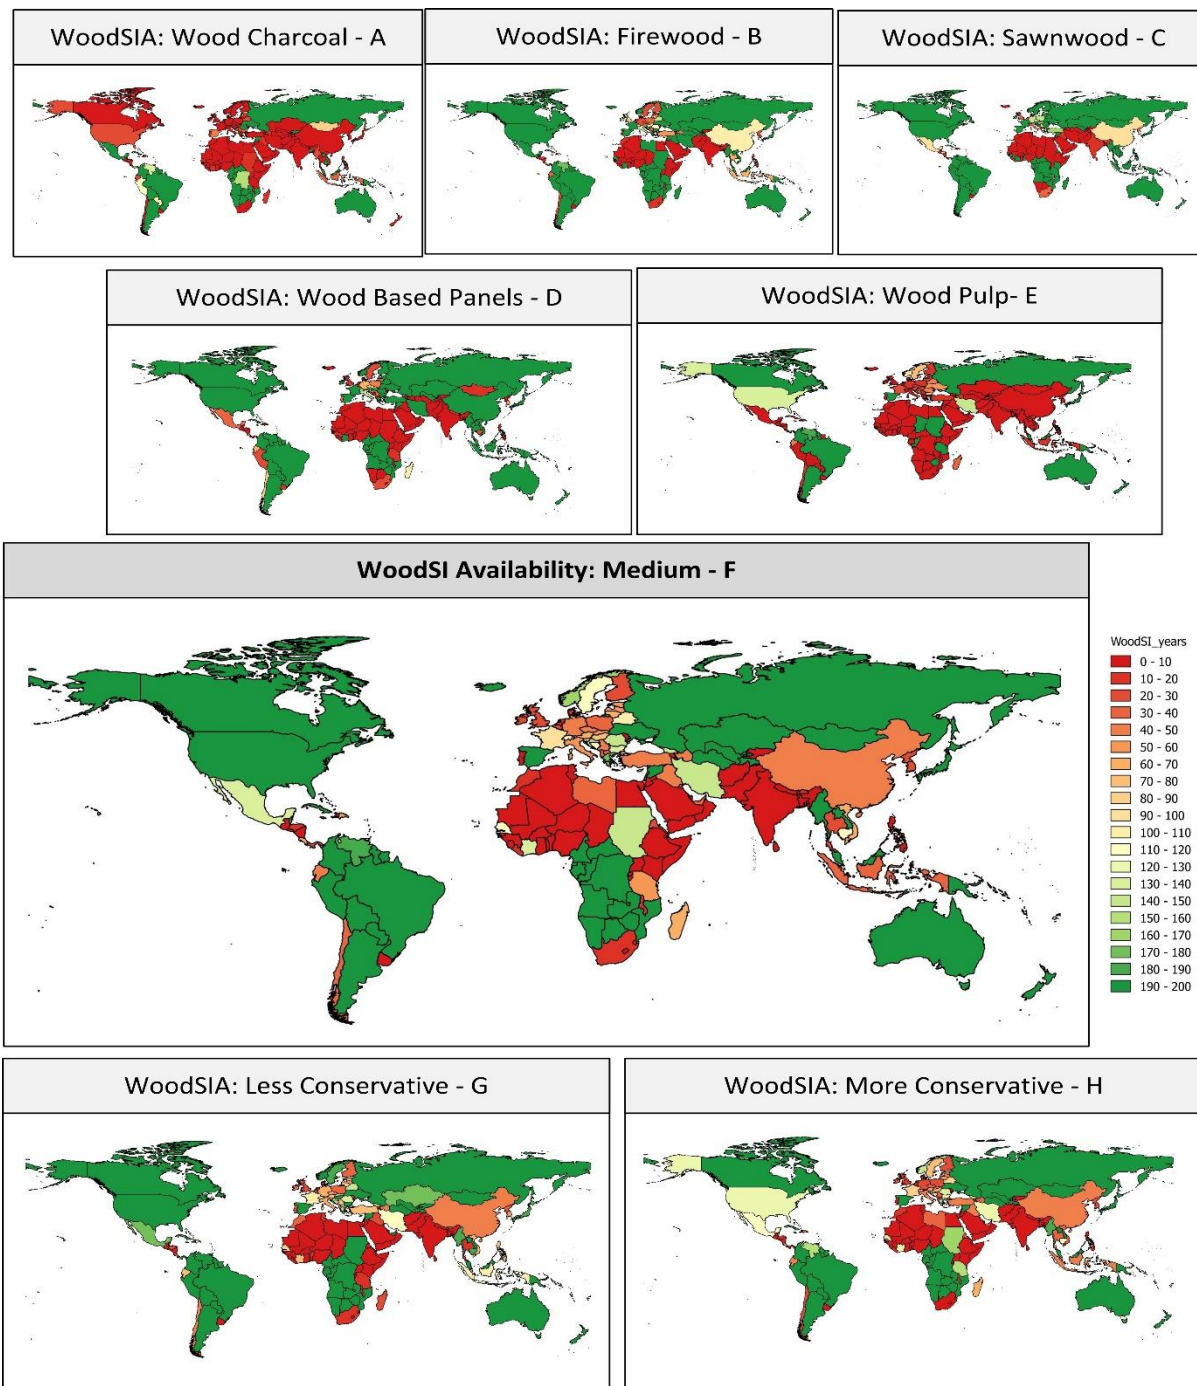 WoodSIA: Wood Charcoal - A
WoodSIA: Firewood - B
WoodSIA: Sawnwood - C
WoodSIA: Wood Based Panels - D
WoodSIA: Wood Pulp- E
WoodSI Availability: Medium - F
WoodSI_years
0 - 10
10 - 20
20 - 30
30 - 40
40 - 50
50 - 60
60 - 70
70 - 80
80 - 90
90 - 100
100 - 110
110 - 120
120 - 130
130 - 140
140 - 150
150 - 160
160 - 170
170 - 180
180 - 190
190 - 200
WoodSIA: Less Conservative - G
WoodSIA: More Conservative - H